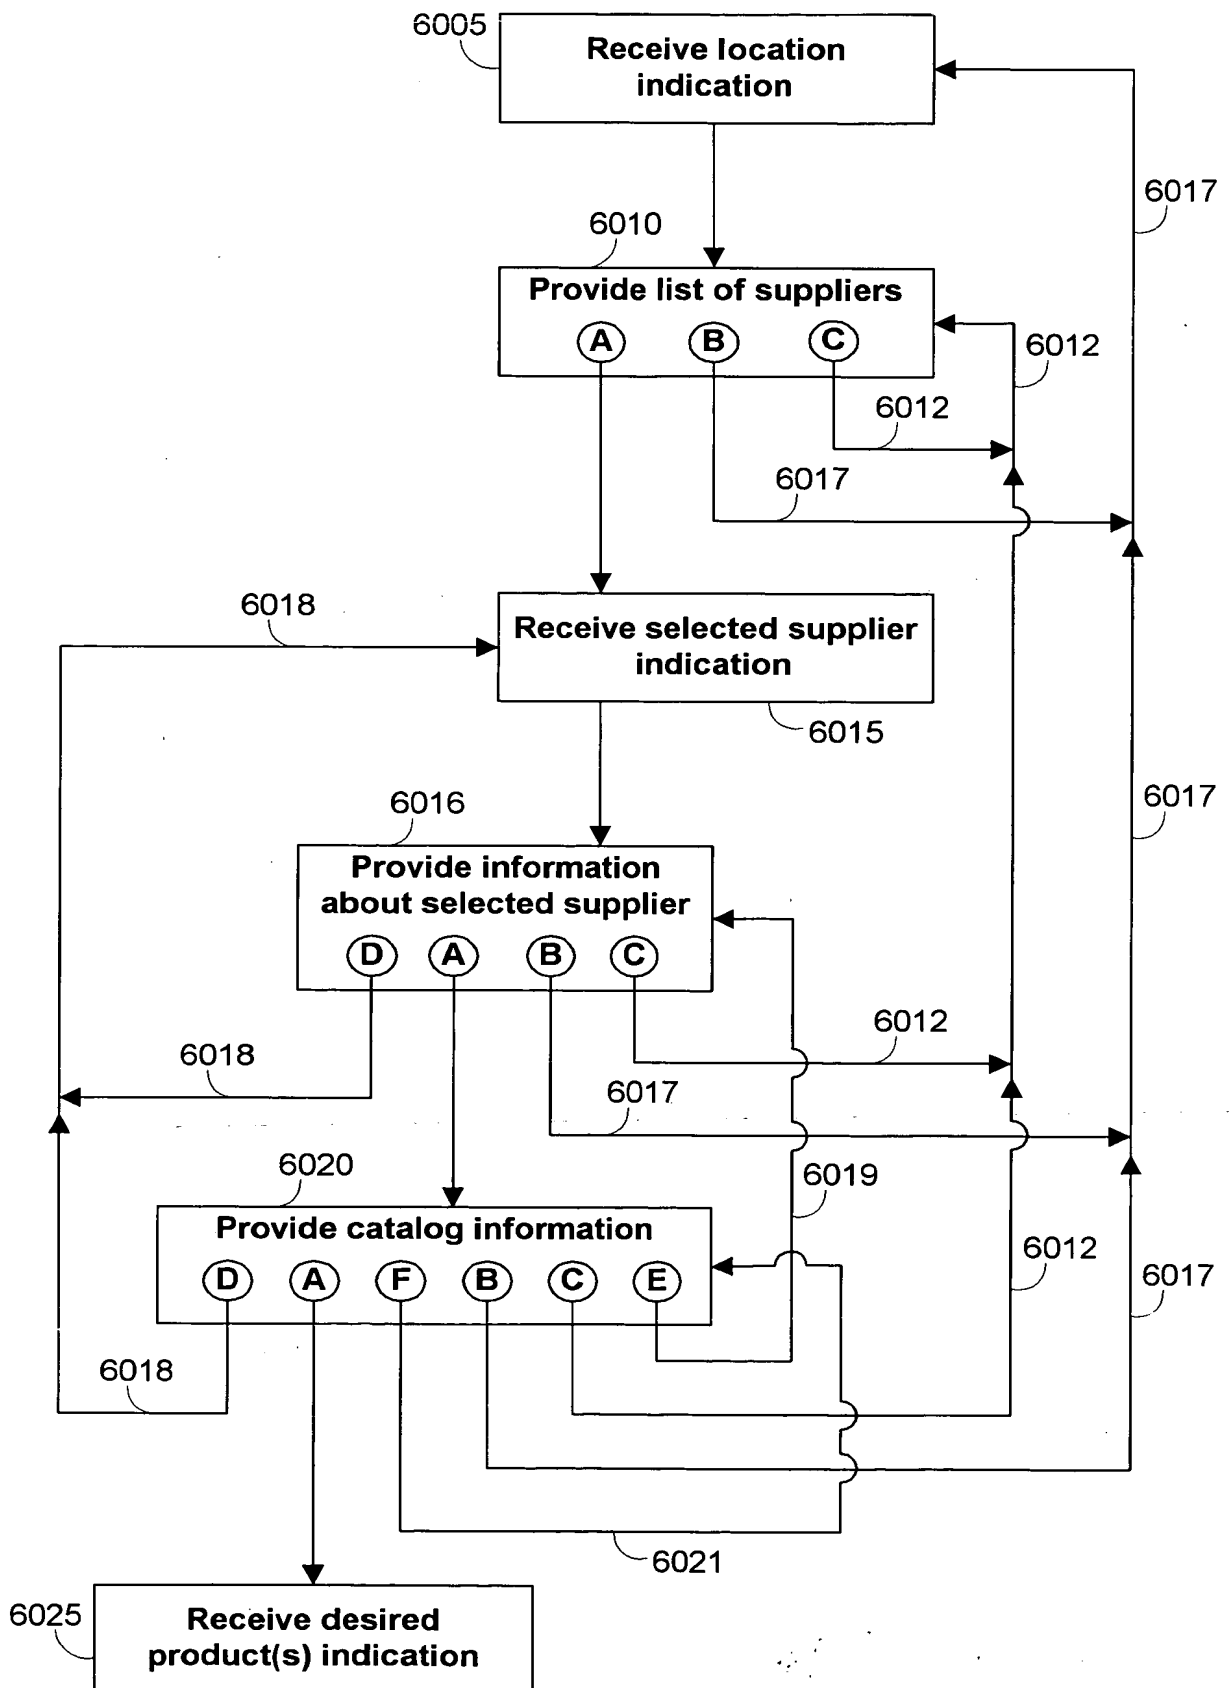 6005
Receive location
indication
6017
6010
Provide list of suppliers
A B C
6012
6012
6017
6018
Receive selected supplier
indication
6015
6016
6017
Provide information
about selected supplier
D A B C
6012
6018
6017
6020
6019
Provide catalog information
6012
6017
D A F B C E
6018
6021
6025
Receive desired
product(s) indication